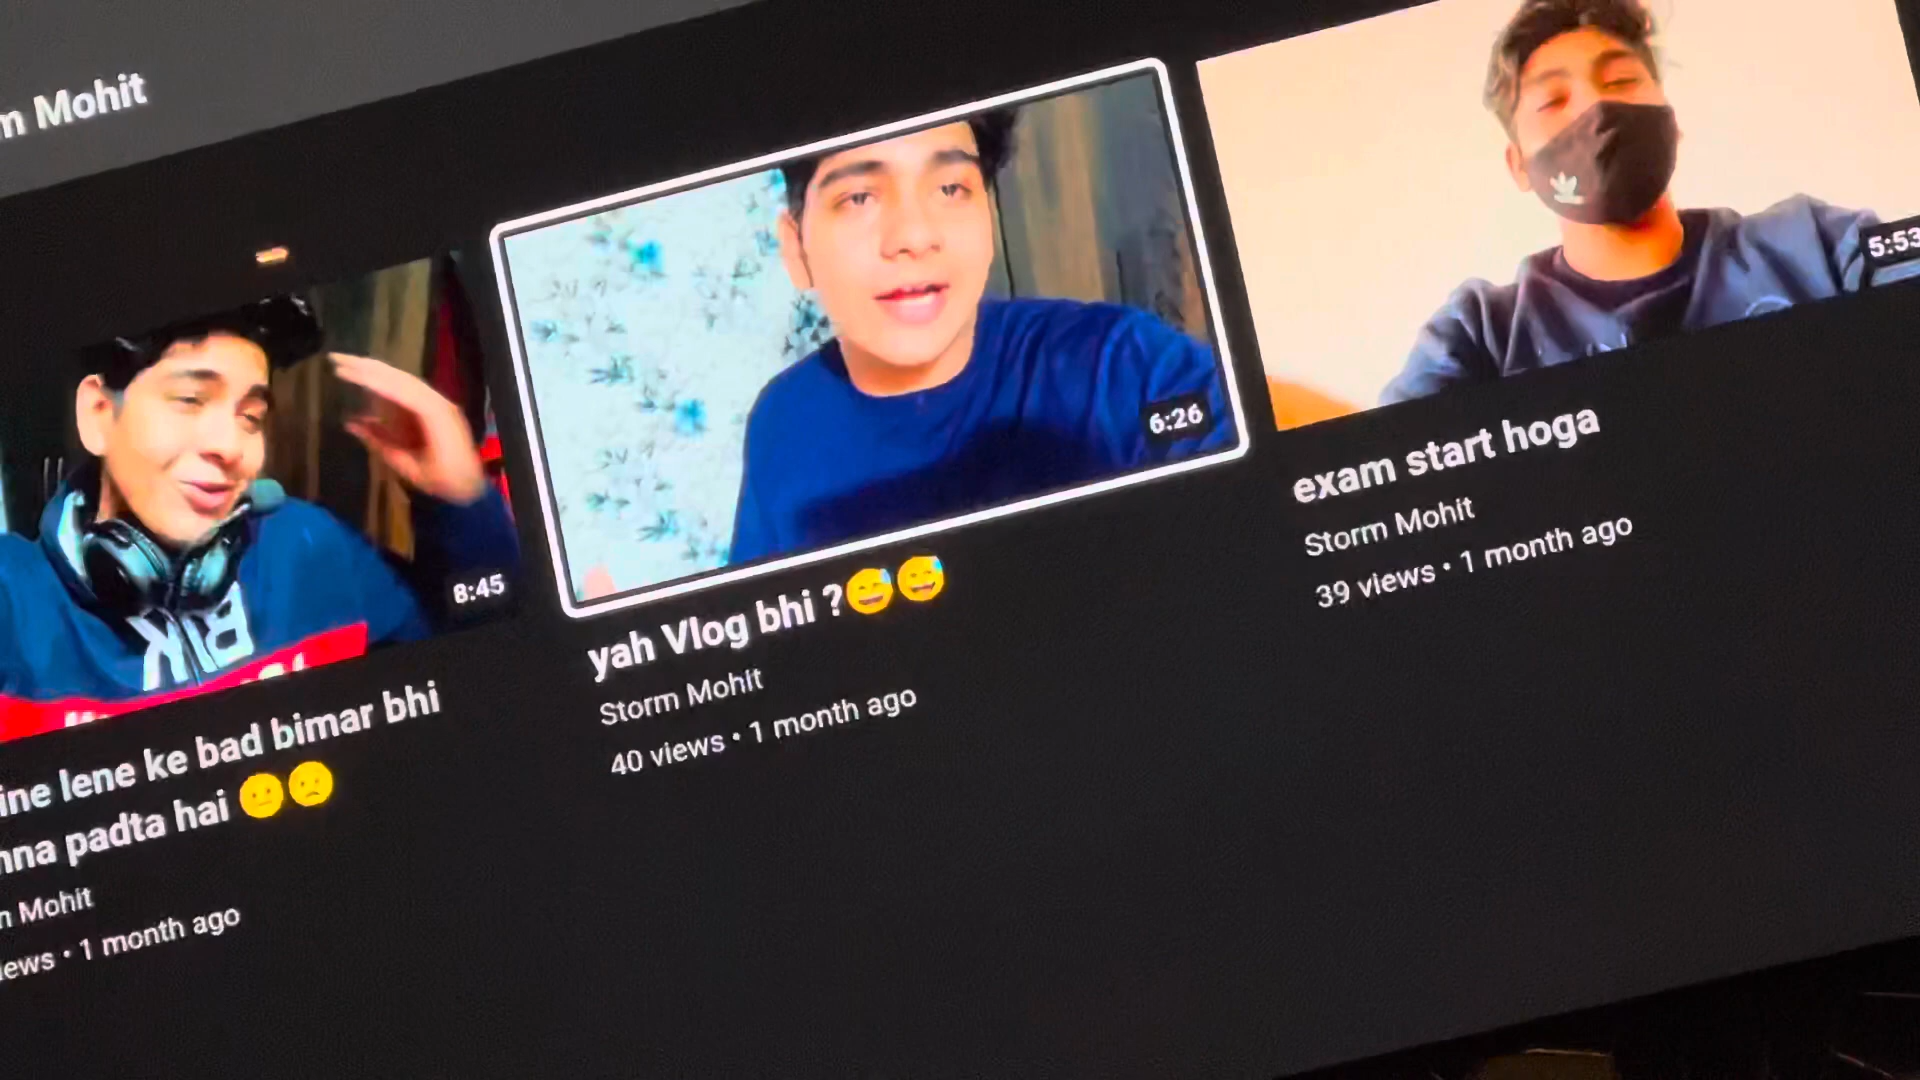 m Mohit
8:45
ine lene ke bad bimar bhi
nna padta hai 😐😟
n Mohit
iews • 1 month ago
6:26
yah Vlog bhi ?😅😅
Storm Mohit
40 views • 1 month ago
5:53
exam start hoga
Storm Mohit
39 views • 1 month ago